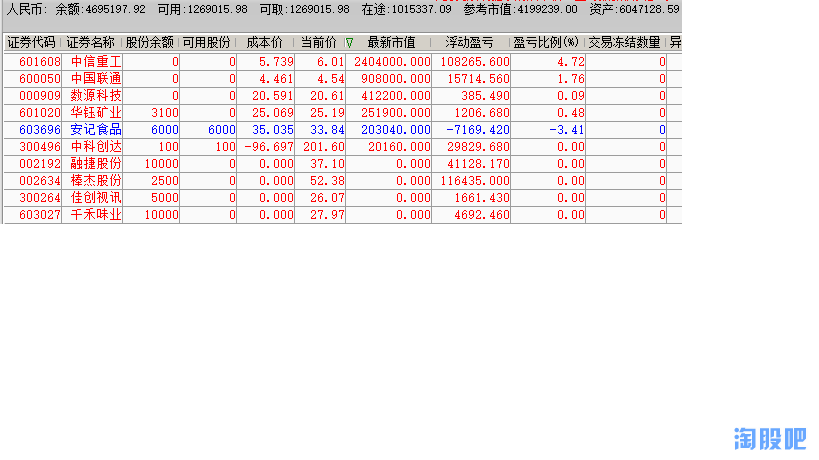 人民币: 余额:4695197.92 可用:1269015.98 可取:1269015.98 在途:1015337.09 参考市值:4199239.00 资产:6047128.59
证券代码 证券名称 股份余额 可用股份 成本价 当前价 最新市值 浮动盈亏 盈亏比例(%) 交易冻结数量 异
601608 中信重工 0 0 5.739 6.01 2404000.000 108265.600 4.72 0
600050 中国联通 0 0 4.461 4.54 908000.000 15714.560 1.76 0
000909 数源科技 0 0 20.591 20.61 412200.000 385.490 0.09 0
601020 华钰矿业 3100 0 25.069 25.19 251900.000 1206.680 0.48 0
603696 安记食品 6000 6000 35.035 33.84 203040.000 -7169.420 -3.41 0
300496 中科创达 100 100 -96.697 201.60 20160.000 29829.680 0.00 0
002192 融捷股份 10000 0 0.000 37.10 0.000 41128.170 0.00 0
002634 棒杰股份 2500 0 0.000 52.38 0.000 116435.000 0.00 0
300264 佳创视讯 5000 0 0.000 26.07 0.000 1661.430 0.00 0
603027 千禾味业 10000 0 0.000 27.97 0.000 4692.460 0.00 0
淘股吧